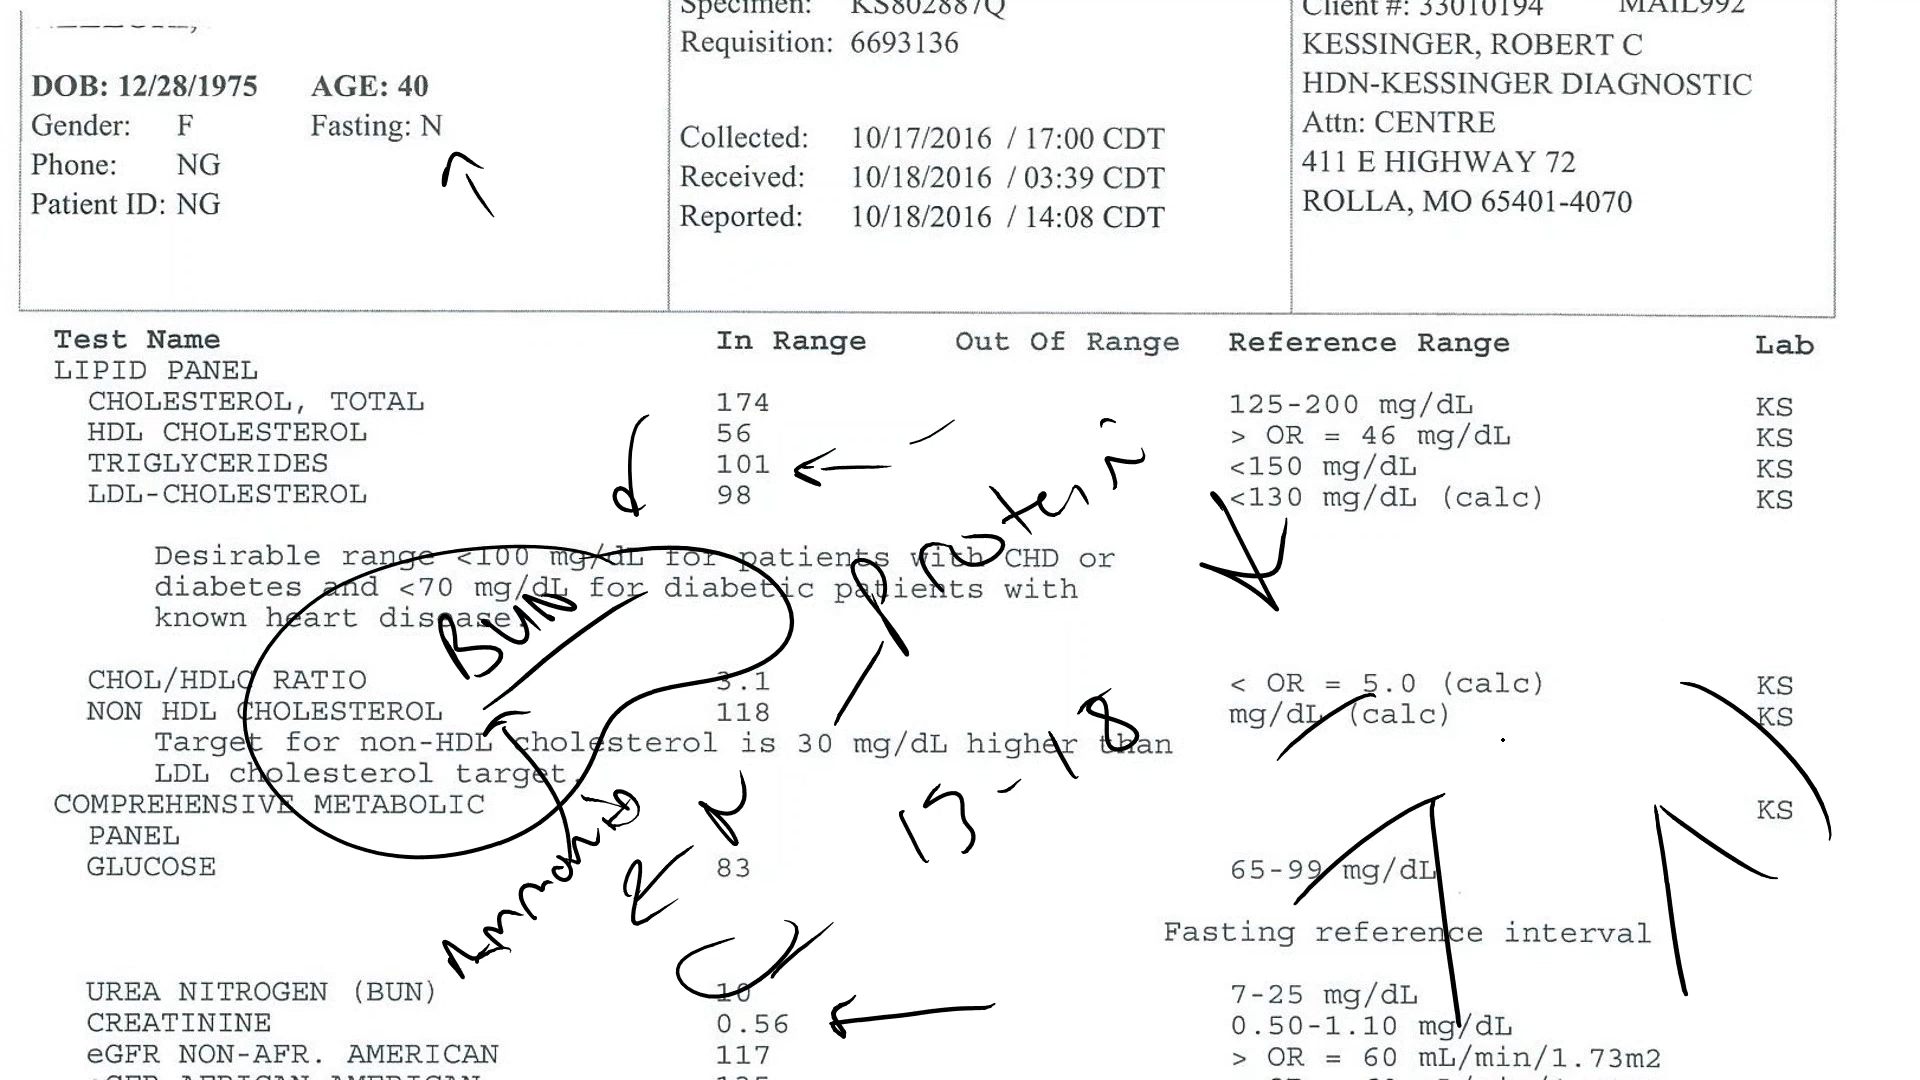 Specimen: KS802887Q
Requisition: 6693136
Client #: 33010194 MAIL992
KESSINGER, ROBERT C
HDN-KESSINGER DIAGNOSTIC
Attn: CENTRE
411 E HIGHWAY 72
ROLLA, MO 65401-4070
DOB: 12/28/1975 AGE: 40
Gender: F Fasting: N
Phone: NG
Patient ID: NG
Collected: 10/17/2016 / 17:00 CDT
Received: 10/18/2016 / 03:39 CDT
Reported: 10/18/2016 / 14:08 CDT
Test Name In Range Out Of Range Reference Range Lab
LIPID PANEL
CHOLESTEROL, TOTAL 174 125-200 mg/dL KS
HDL CHOLESTEROL 56 > OR = 46 mg/dL KS
TRIGLYCERIDES 101 <150 mg/dL KS
LDL-CHOLESTEROL 98 <130 mg/dL (calc) KS
Desirable range <100 mg/dL for patients with CHD or
diabetes and <70 mg/dL for diabetic patients with
known heart disease.
CHOL/HDLC RATIO 3.1 < OR = 5.0 (calc) KS
NON HDL CHOLESTEROL 118 mg/dL (calc) KS
Target for non-HDL cholesterol is 30 mg/dL higher than
LDL cholesterol target.
COMPREHENSIVE METABOLIC KS
PANEL
GLUCOSE 83 65-99 mg/dL
Fasting reference interval
UREA NITROGEN (BUN) 10 7-25 mg/dL
CREATININE 0.56 0.50-1.10 mg/dL
eGFR NON-AFR. AMERICAN 117 > OR = 60 mL/min/1.73m2
BUN
protein
13-18
N